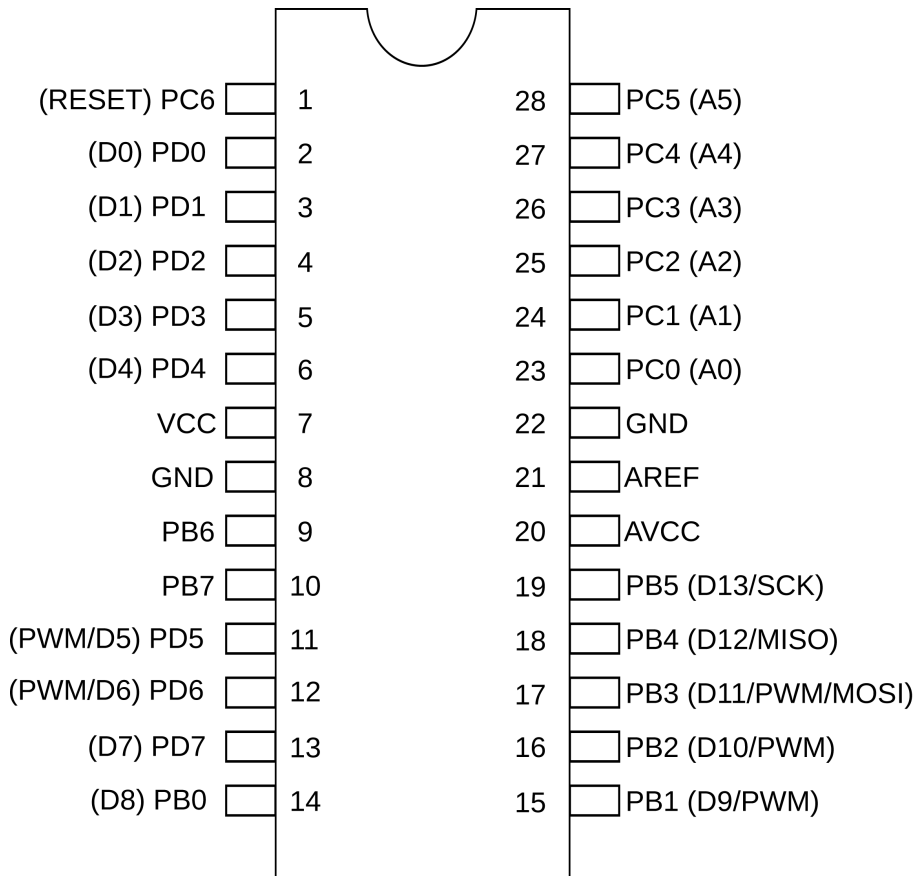 (RESET) PC6 1 28 PC5 (A5)
(D0) PD0 2 27 PC4 (A4)
(D1) PD1 3 26 PC3 (A3)
(D2) PD2 4 25 PC2 (A2)
(D3) PD3 5 24 PC1 (A1)
(D4) PD4 6 23 PC0 (A0)
VCC 7 22 GND
GND 8 21 AREF
PB6 9 20 AVCC
PB7 10 19 PB5 (D13/SCK)
(PWM/D5) PD5 11 18 PB4 (D12/MISO)
(PWM/D6) PD6 12 17 PB3 (D11/PWM/MOSI)
(D7) PD7 13 16 PB2 (D10/PWM)
(D8) PB0 14 15 PB1 (D9/PWM)